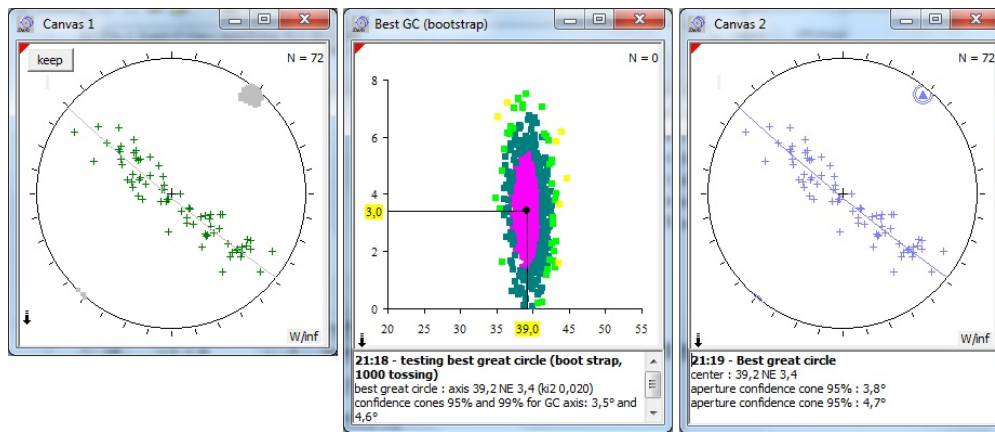 Canvas 1
keep
N = 72
W/inf
Best GC (bootstrap)
N = 0
8
6
4
3,0
2
0
20
25
30
35
39,0
45
50
55
21:18 - testing best great circle (boot strap,
1000 tossing)
best great circle : axis 39,2 NE 3,4 (ki2 0,020)
confidence cones 95% and 99% for GC axis: 3,5° and
4,6°
Canvas 2
N = 72
W/inf
21:19 - Best great circle
center : 39,2 NE 3,4
aperture confidence cone 95% : 3,8°
aperture confidence cone 95% : 4,7°